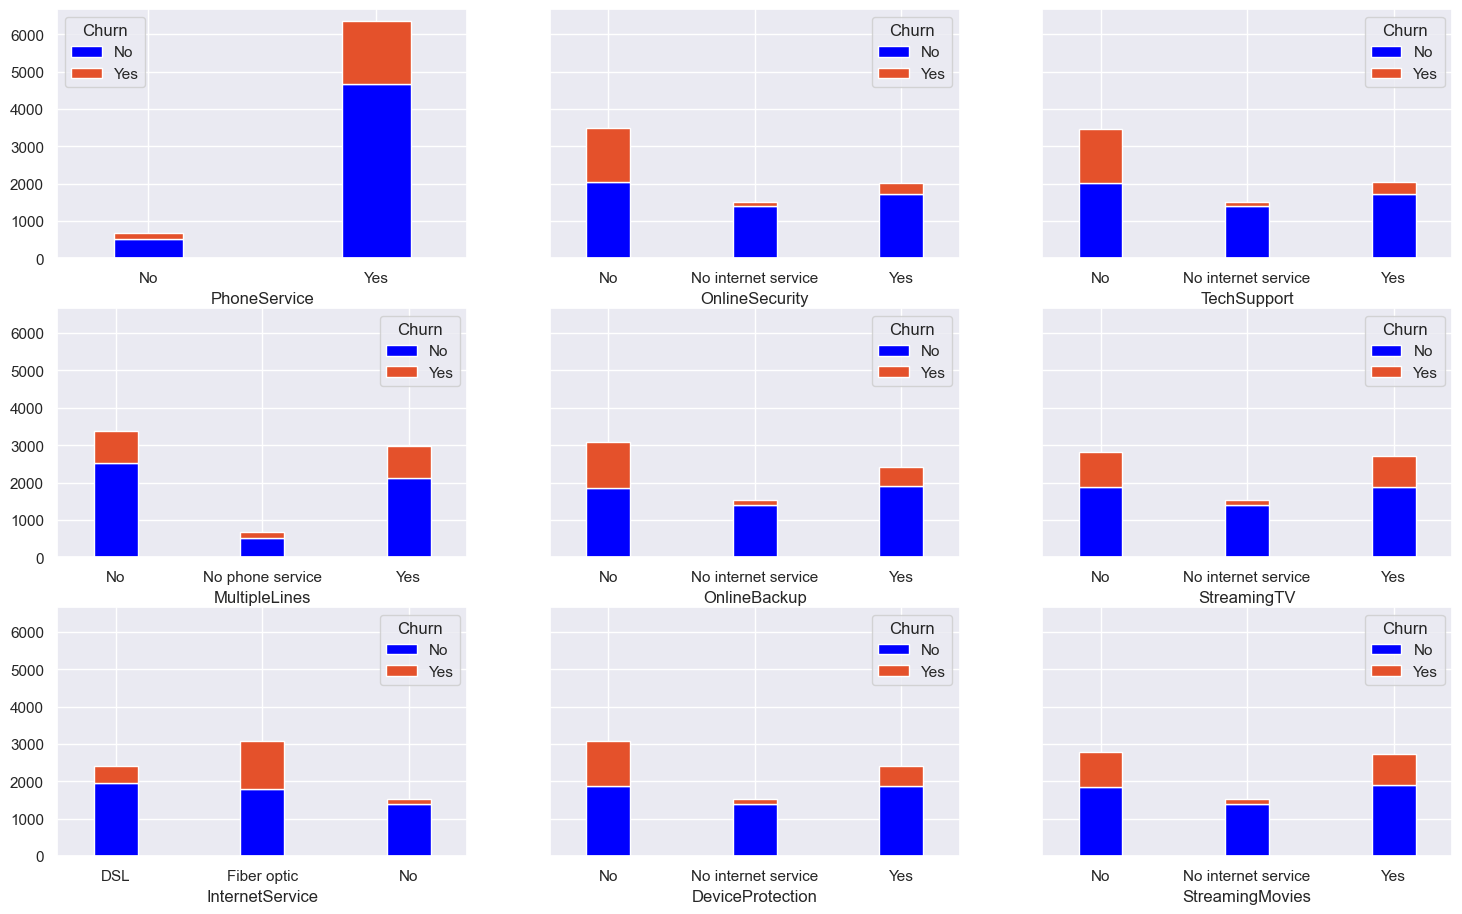 Churn
No
Yes
6000
5000
4000
3000
2000
1000
0
No
Yes
PhoneService
Churn
No
Yes
No
No internet service
Yes
OnlineSecurity
Churn
No
Yes
No
No internet service
Yes
TechSupport
Churn
No
Yes
6000
5000
4000
3000
2000
1000
0
No
No phone service
Yes
MultipleLines
Churn
No
Yes
No
No internet service
Yes
OnlineBackup
Churn
No
Yes
No
No internet service
Yes
StreamingTV
Churn
No
Yes
6000
5000
4000
3000
2000
1000
0
DSL
Fiber optic
No
InternetService
Churn
No
Yes
No
No internet service
Yes
DeviceProtection
Churn
No
Yes
No
No internet service
Yes
StreamingMovies